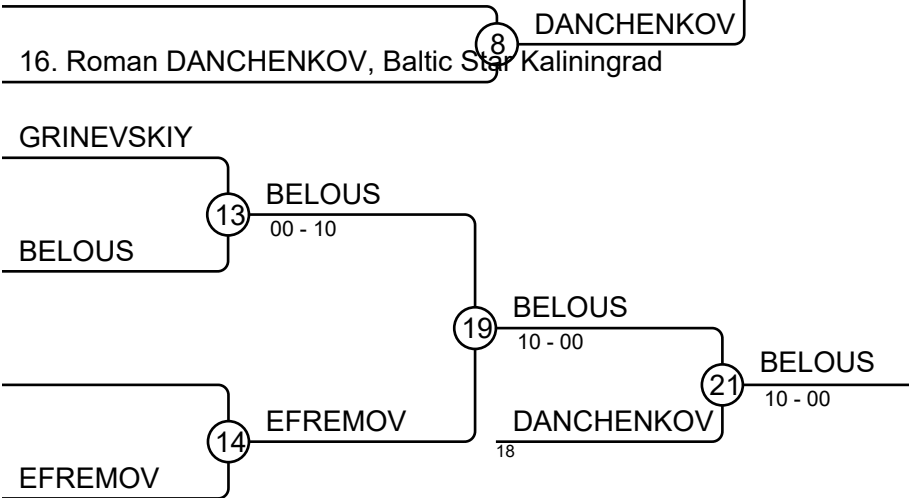 DANCHENKOV
8
16. Roman DANCHENKOV, Baltic Star Kaliningrad
GRINEVSKIY
BELOUS
13
00 - 10
BELOUS
BELOUS
19
10 - 00
BELOUS
21
10 - 00
EFREMOV
DANCHENKOV
14
18
EFREMOV